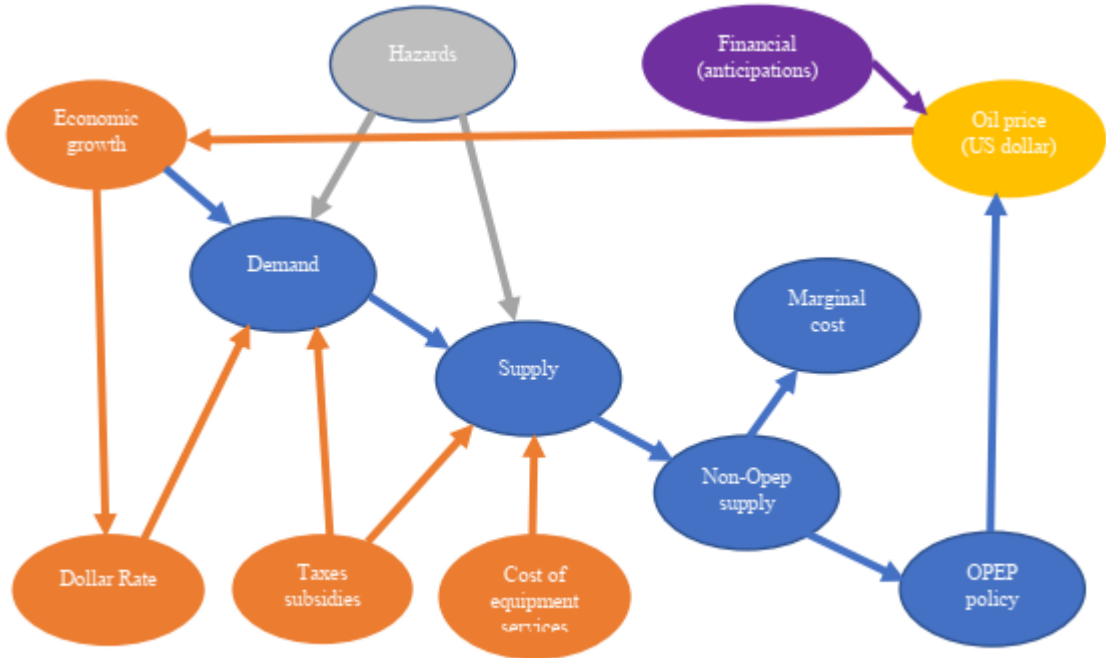 Hazards
Financial
(anticipations)
Economic
growth
Oil price
(US dollar)
Demand
Marginal
cost
Supply
Non-Opep
supply
Dollar Rate
Taxes
subsidies
Cost of
equipment
services
OPEP
policy